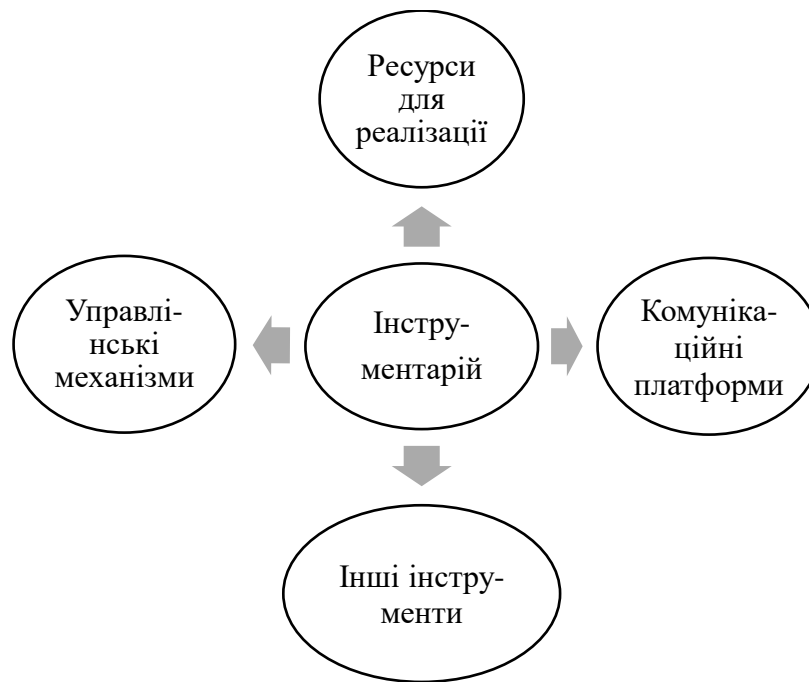 Ресурси
для
реалізації
Управлі-
нські
механізми
Інстру-
ментарій
Комуніка-
ційні
платформи
Інші інстру-
менти